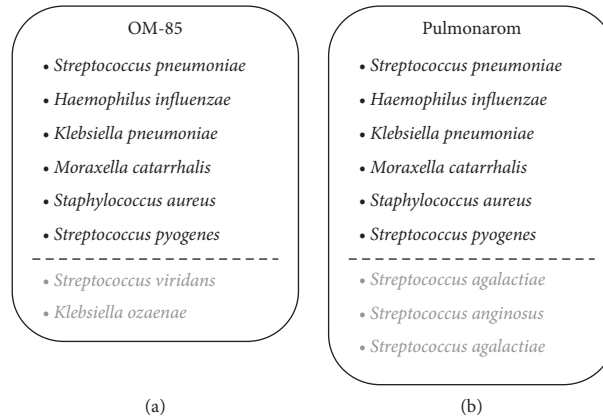 OM-85
• Streptococcus pneumoniae
• Haemophilus influenzae
• Klebsiella pneumoniae
• Moraxella catarrhalis
• Staphylococcus aureus
• Streptococcus pyogenes
• Streptococcus viridans
• Klebsiella ozaenae
(a)
Pulmonarom
• Streptococcus pneumoniae
• Haemophilus influenzae
• Klebsiella pneumoniae
• Moraxella catarrhalis
• Staphylococcus aureus
• Streptococcus pyogenes
• Streptococcus agalactiae
• Streptococcus anginosus
• Streptococcus agalactiae
(b)